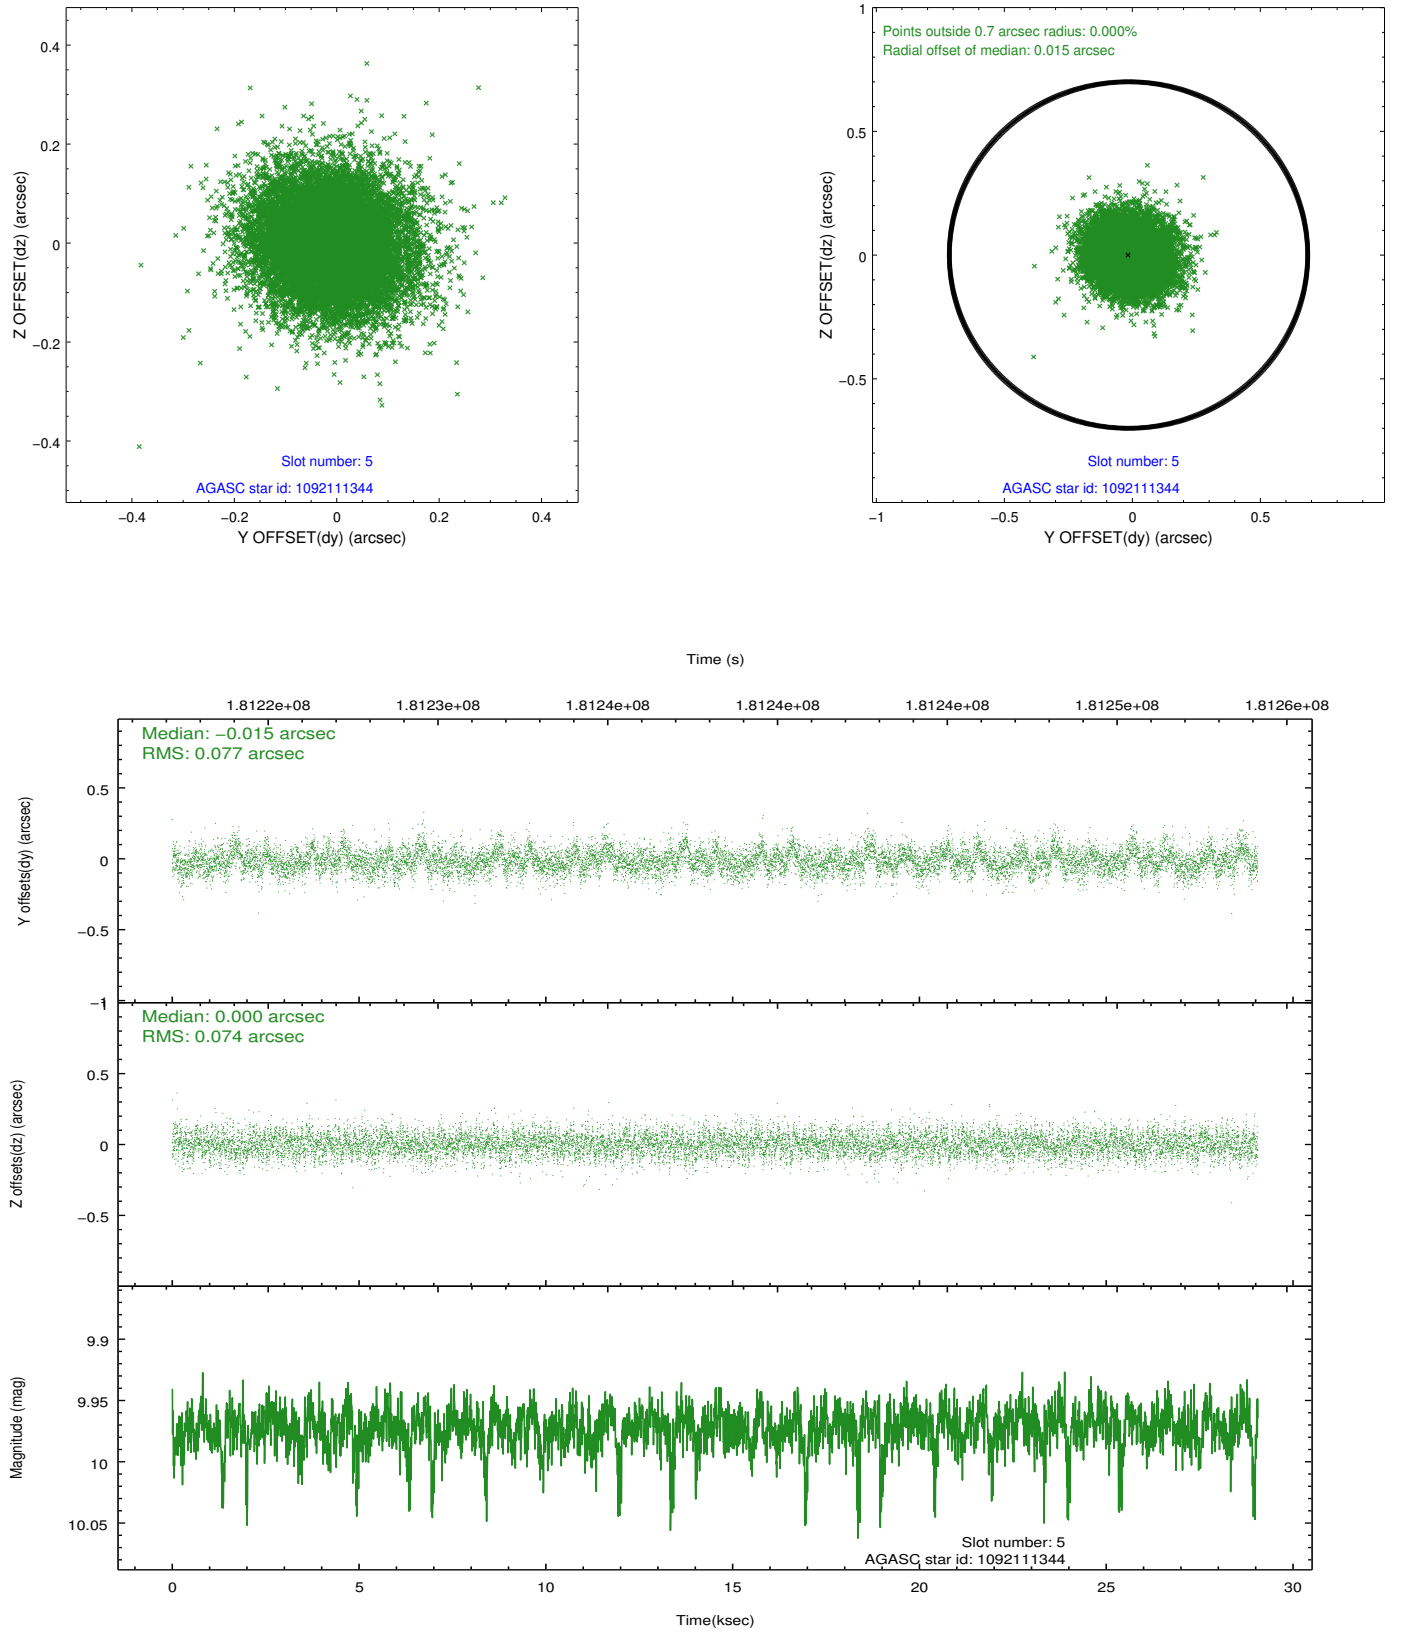 0.4
0.2
0
−0.2
−0.4
Z OFFSET(dz) (arcsec)
Slot number: 5
AGASC star id: 1092111344
−0.4
−0.2
0
0.2
0.4
Y OFFSET(dy) (arcsec)
Points outside 0.7 arcsec radius: 0.000%
Radial offset of median: 0.015 arcsec
1
0.5
0
−0.5
Z OFFSET(dz) (arcsec)
Slot number: 5
AGASC star id: 1092111344
−1
−0.5
0
0.5
Y OFFSET(dy) (arcsec)
Time (s)
1.8122e+08
1.8123e+08
1.8124e+08
1.8124e+08
1.8124e+08
1.8125e+08
1.8126e+08
Median: −0.015 arcsec
RMS: 0.077 arcsec
0.5
0
−0.5
−1
Y offsets(dy) (arcsec)
Median: 0.000 arcsec
RMS: 0.074 arcsec
0.5
0
−0.5
Z offsets(dz) (arcsec)
9.9
9.95
10
10.05
Magnitude (mag)
Slot number: 5
AGASC star id: 1092111344
0
5
10
15
20
25
30
Time(ksec)